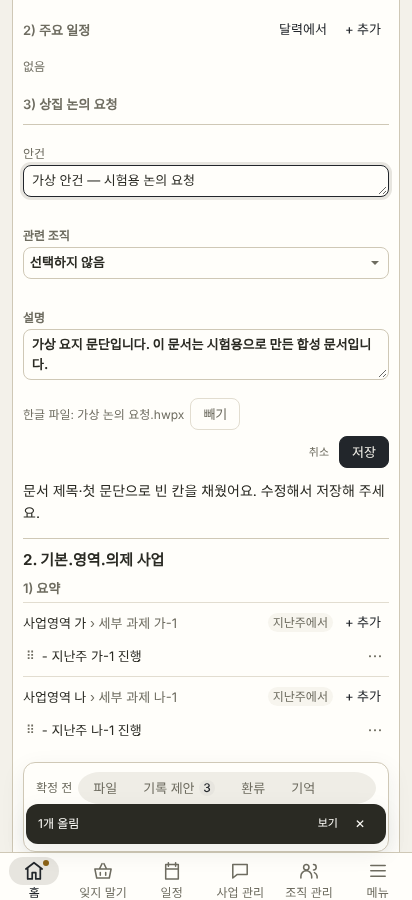 2) 주요 일정 달력에서 + 추가
없음
3) 상집 논의 요청
안건
가상 안건 — 시험용 논의 요청
관련 조직
선택하지 않음
설명
가상 요지 문단입니다. 이 문서는 시험용으로 만든 합성 문서입니
다.
한글 파일: 가상 논의 요청.hwpx 빼기
취소 저장
문서 제목·첫 문단으로 빈 칸을 채웠어요. 수정해서 저장해 주세
요.
2. 기본.영역.의제 사업
1) 요약
사업영역 가 › 세부 과제 가-1 지난주에서 + 추가
- 지난주 가-1 진행 ···
사업영역 나 › 세부 과제 나-1 지난주에서 + 추가
- 지난주 나-1 진행 ···
확정 전 파일 기록 제안 3 환류 기억
1개 올림 보기 ×
홈 잊지 말기 일정 사업 관리 조직 관리 메뉴